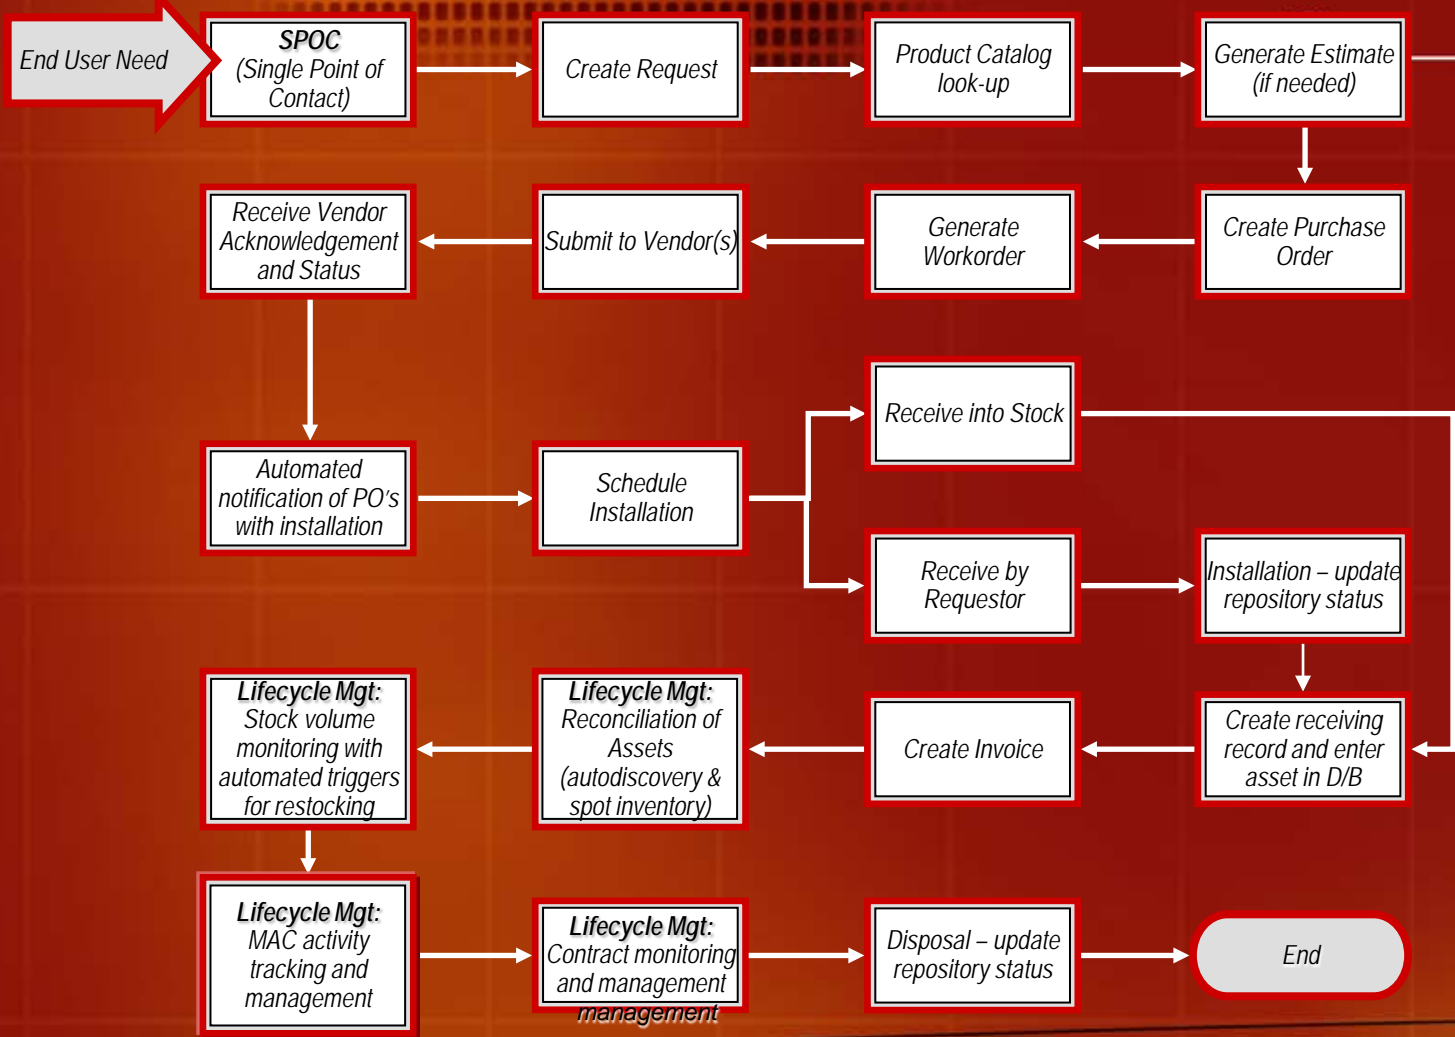 End User Need
SPOC
(Single Point of
Contact)
Create Request
Product Catalog
look-up
Generate Estimate
(if needed)
Receive Vendor
Acknowledgement
and Status
Submit to Vendor(s)
Generate
Workorder
Create Purchase
Order
Receive into Stock
Automated
notification of PO's
with installation
Schedule
Installation
Receive by
Requestor
Installation – update
repository status
Lifecycle Mgt:
Stock volume
monitoring with
automated triggers
for restocking
Lifecycle Mgt:
Reconciliation of
Assets
(autodiscovery &
spot inventory)
Create Invoice
Create receiving
record and enter
asset in D/B
Lifecycle Mgt:
MAC activity
tracking and
management
Lifecycle Mgt:
Contract monitoring
and management
management
Disposal – update
repository status
End